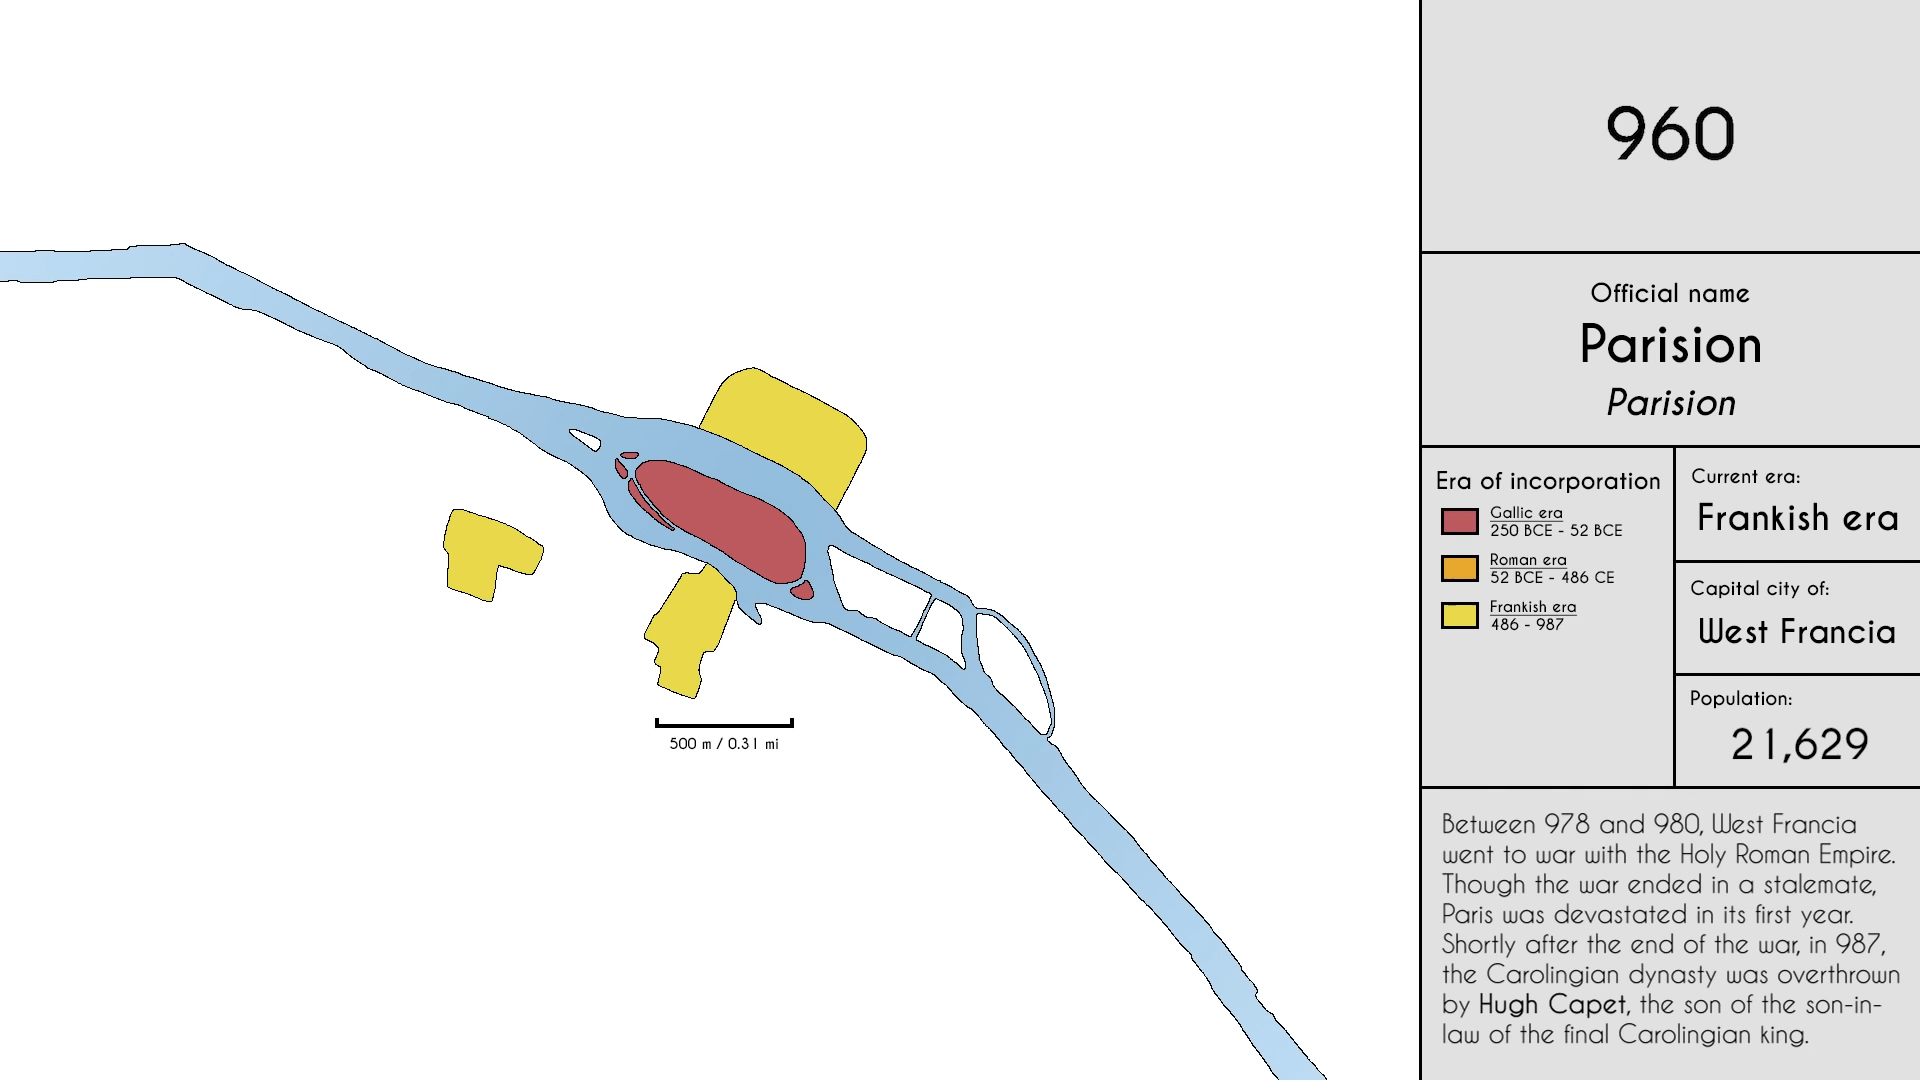 960
Official name
Parision
Parision
Era of incorporation
Gallic era
250 BCE - 52 BCE
Roman era
52 BCE - 486 CE
Frankish era
486 - 987
Current era:
Frankish era
Capital city of:
West Francia
Population:
21,629
500 m / 0.31 mi
Between 978 and 980, West Francia
went to war with the Holy Roman Empire.
Though the war ended in a stalemate,
Paris was devastated in its first year.
Shortly after the end of the war, in 987,
the Carolingian dynasty was overthrown
by Hugh Capet, the son of the son-in-
law of the final Carolingian king.